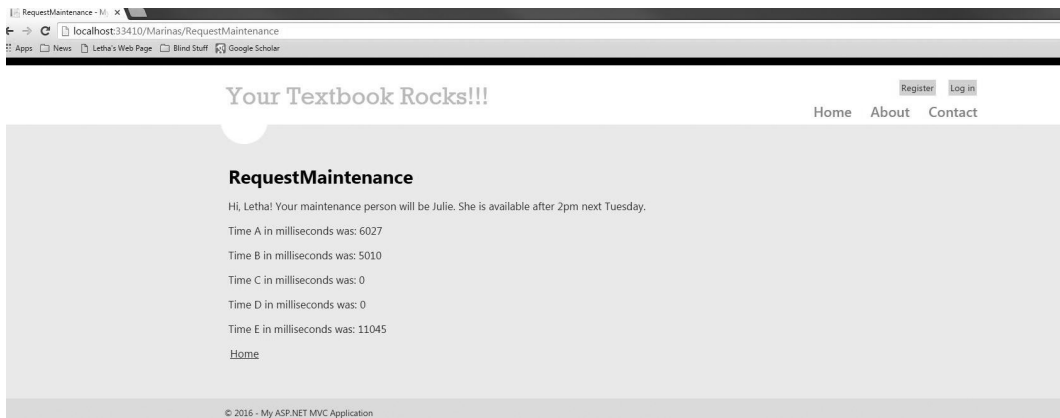 RequestMaintenance - M
localhost:33410/Marinas/RequestMaintenance
Apps News Letha's Web Page Blind Stuff Google Scholar
Your Textbook Rocks!!!
Register Log in
Home About Contact
RequestMaintenance
Hi, Letha! Your maintenance person will be Julie. She is available after 2pm next Tuesday.
Time A in milliseconds was: 6027
Time B in milliseconds was: 5010
Time C in milliseconds was: 0
Time D in milliseconds was: 0
Time E in milliseconds was: 11045
Home
© 2016 - My ASP.NET MVC Application